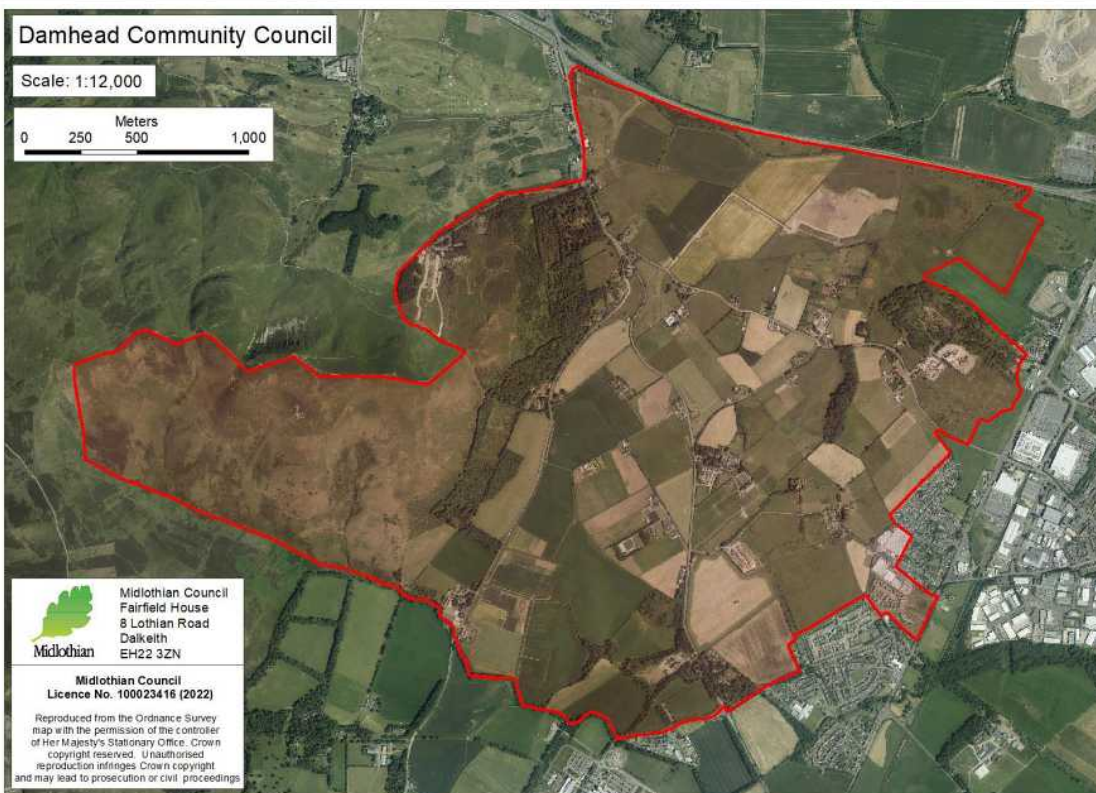 Damhead Community Council
Scale: 1:12,000
Meters
0 250 500 1,000
Midlothian
Midlothian Council
Fairfield House
8 Lothian Road
Dalkeith
EH22 3ZN
Midlothian Council
Licence No. 100023416 (2022)
Reproduced from the Ordnance Survey
map with the permission of the controller
of Her Majesty's Stationary Office. Crown
copyright reserved. Unauthorised
reproduction infringes Crown copyright
and may lead to prosecution or civil proceedings